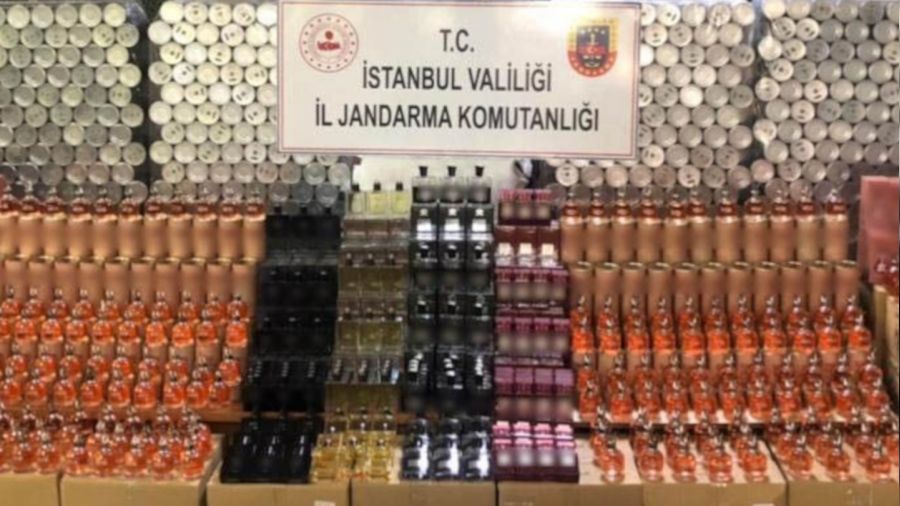 T.C.
İSTANBUL VALİLİĞİ
İL JANDARMA KOMUTANLIĞI